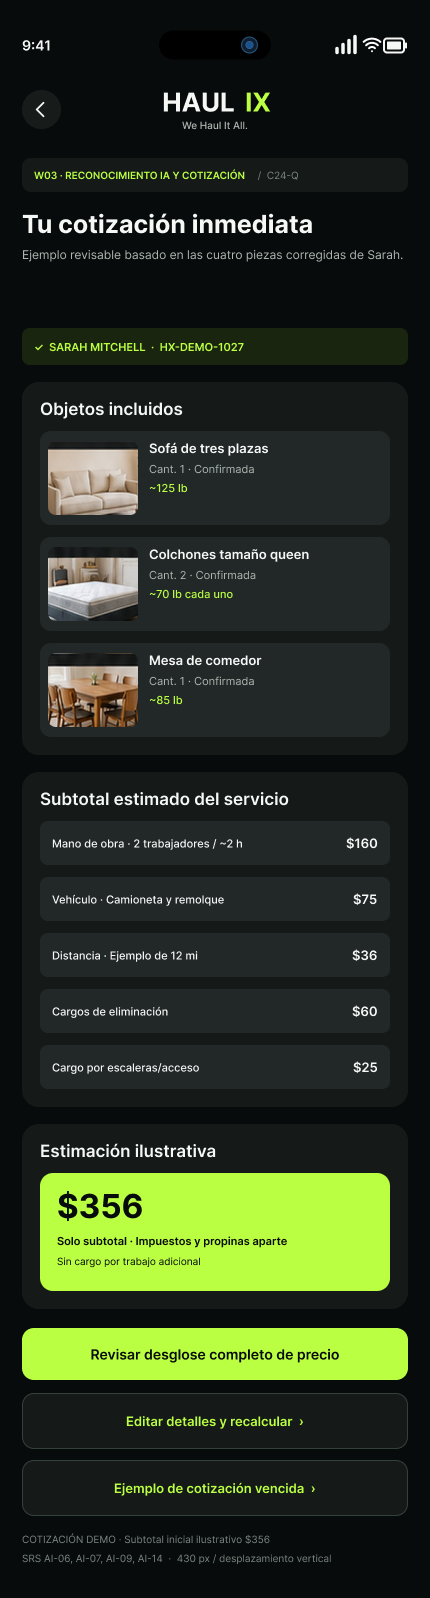 9:41
HAUL IX
We Haul It All.
W03 · RECONOCIMIENTO IA Y COTIZACIÓN / C24-Q
Tu cotización inmediata
Ejemplo revisable basado en las cuatro piezas corregidas de Sarah.
✓ SARAH MITCHELL · HX-DEMO-1027
Objetos incluidos
Sofá de tres plazas
Cant. 1 · Confirmada
~125 lb
Colchones tamaño queen
Cant. 2 · Confirmada
~70 lb cada uno
Mesa de comedor
Cant. 1 · Confirmada
~85 lb
Subtotal estimado del servicio
Mano de obra · 2 trabajadores / ~2 h $160
Vehículo · Camioneta y remolque $75
Distancia · Ejemplo de 12 mi $36
Cargos de eliminación $60
Cargo por escaleras/acceso $25
Estimación ilustrativa
$356
Solo subtotal · Impuestos y propinas aparte
Sin cargo por trabajo adicional
Revisar desglose completo de precio
Editar detalles y recalcular ›
Ejemplo de cotización vencida ›
COTIZACIÓN DEMO · Subtotal inicial ilustrativo $356
SRS AI-06, AI-07, AI-09, AI-14 · 430 px / desplazamiento vertical